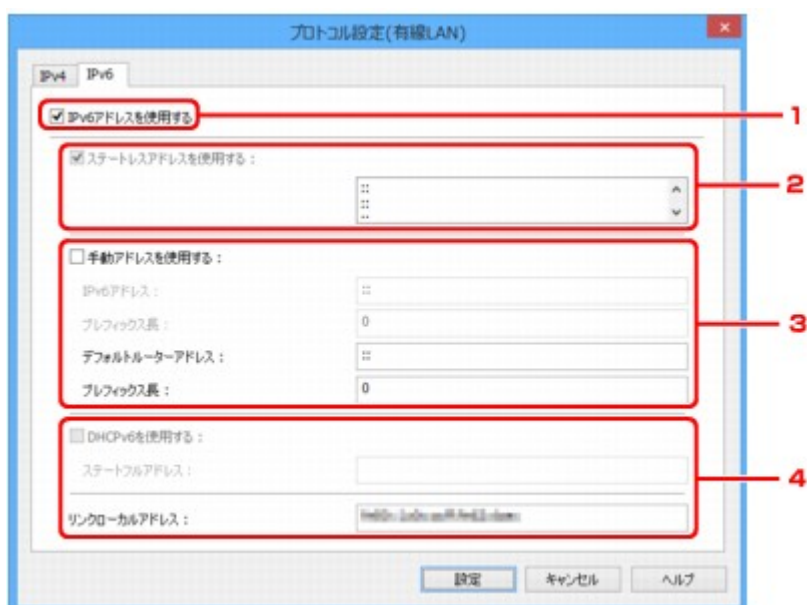 プロトコル設定(有線LAN)
IPv4 IPv6
IPv6アドレスを使用する 1
ステートレスアドレスを使用する：
::
:: 2
::
手動アドレスを使用する：
IPv6アドレス： ::
プレフィックス長： 0 3
デフォルトルーターアドレス： ::
プレフィックス長： 0
DHCPv6を使用する：
ステートフルアドレス： 4
リンクローカルアドレス：
設定 キャンセル ヘルプ